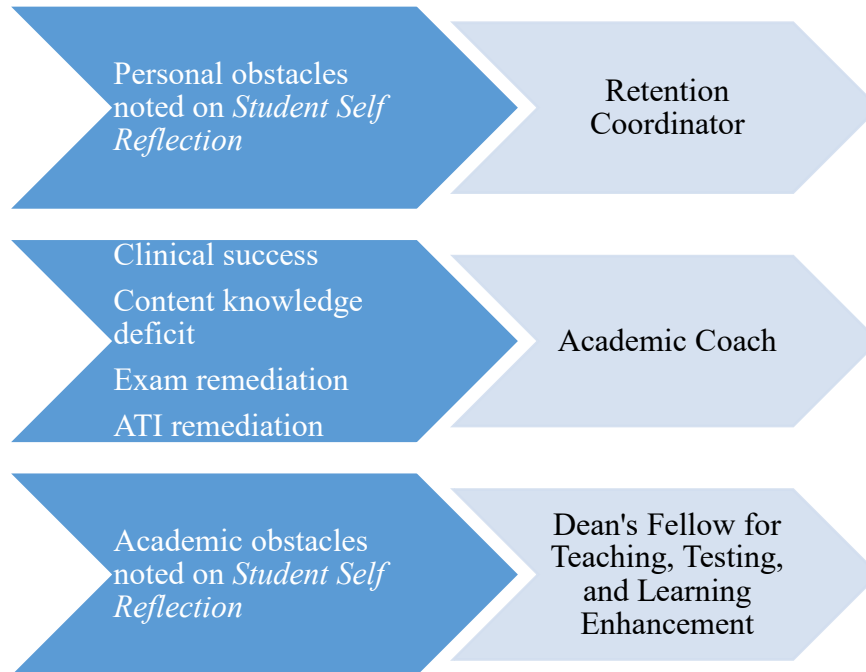 Personal obstacles
noted on Student Self
Reflection
Retention
Coordinator
Clinical success
Content knowledge
deficit
Exam remediation
ATI remediation
Academic Coach
Academic obstacles
noted on Student Self
Reflection
Dean's Fellow for
Teaching, Testing,
and Learning
Enhancement